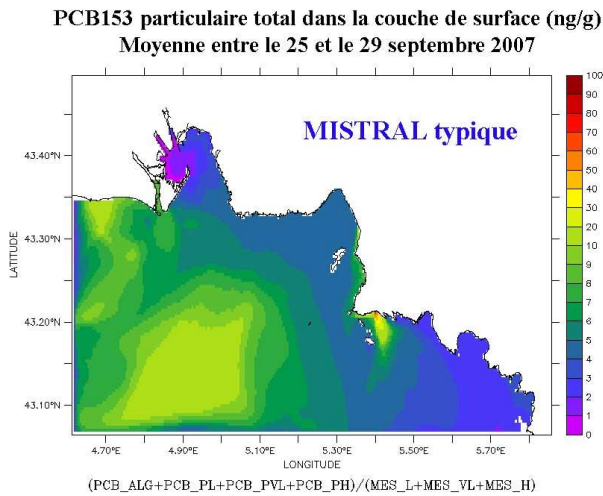 PCB153 particulaire total dans la couche de surface (ng/g)
Moyenne entre le 25 et le 29 septembre 2007
MISTRAL typique
43.40°N
43.30°N
43.20°N
43.10°N
LATITUDE
4.70°E 4.90°E 5.10°E 5.30°E 5.50°E 5.70°E
LONGITUDE
100
90
80
70
60
50
40
30
20
10
9
8
7
6
5
4
3
2
1
0
(PCB_ALG+PCB_PL+PCB_PVL+PCB_PH)/(MES_L+MES_VL+MES_H)